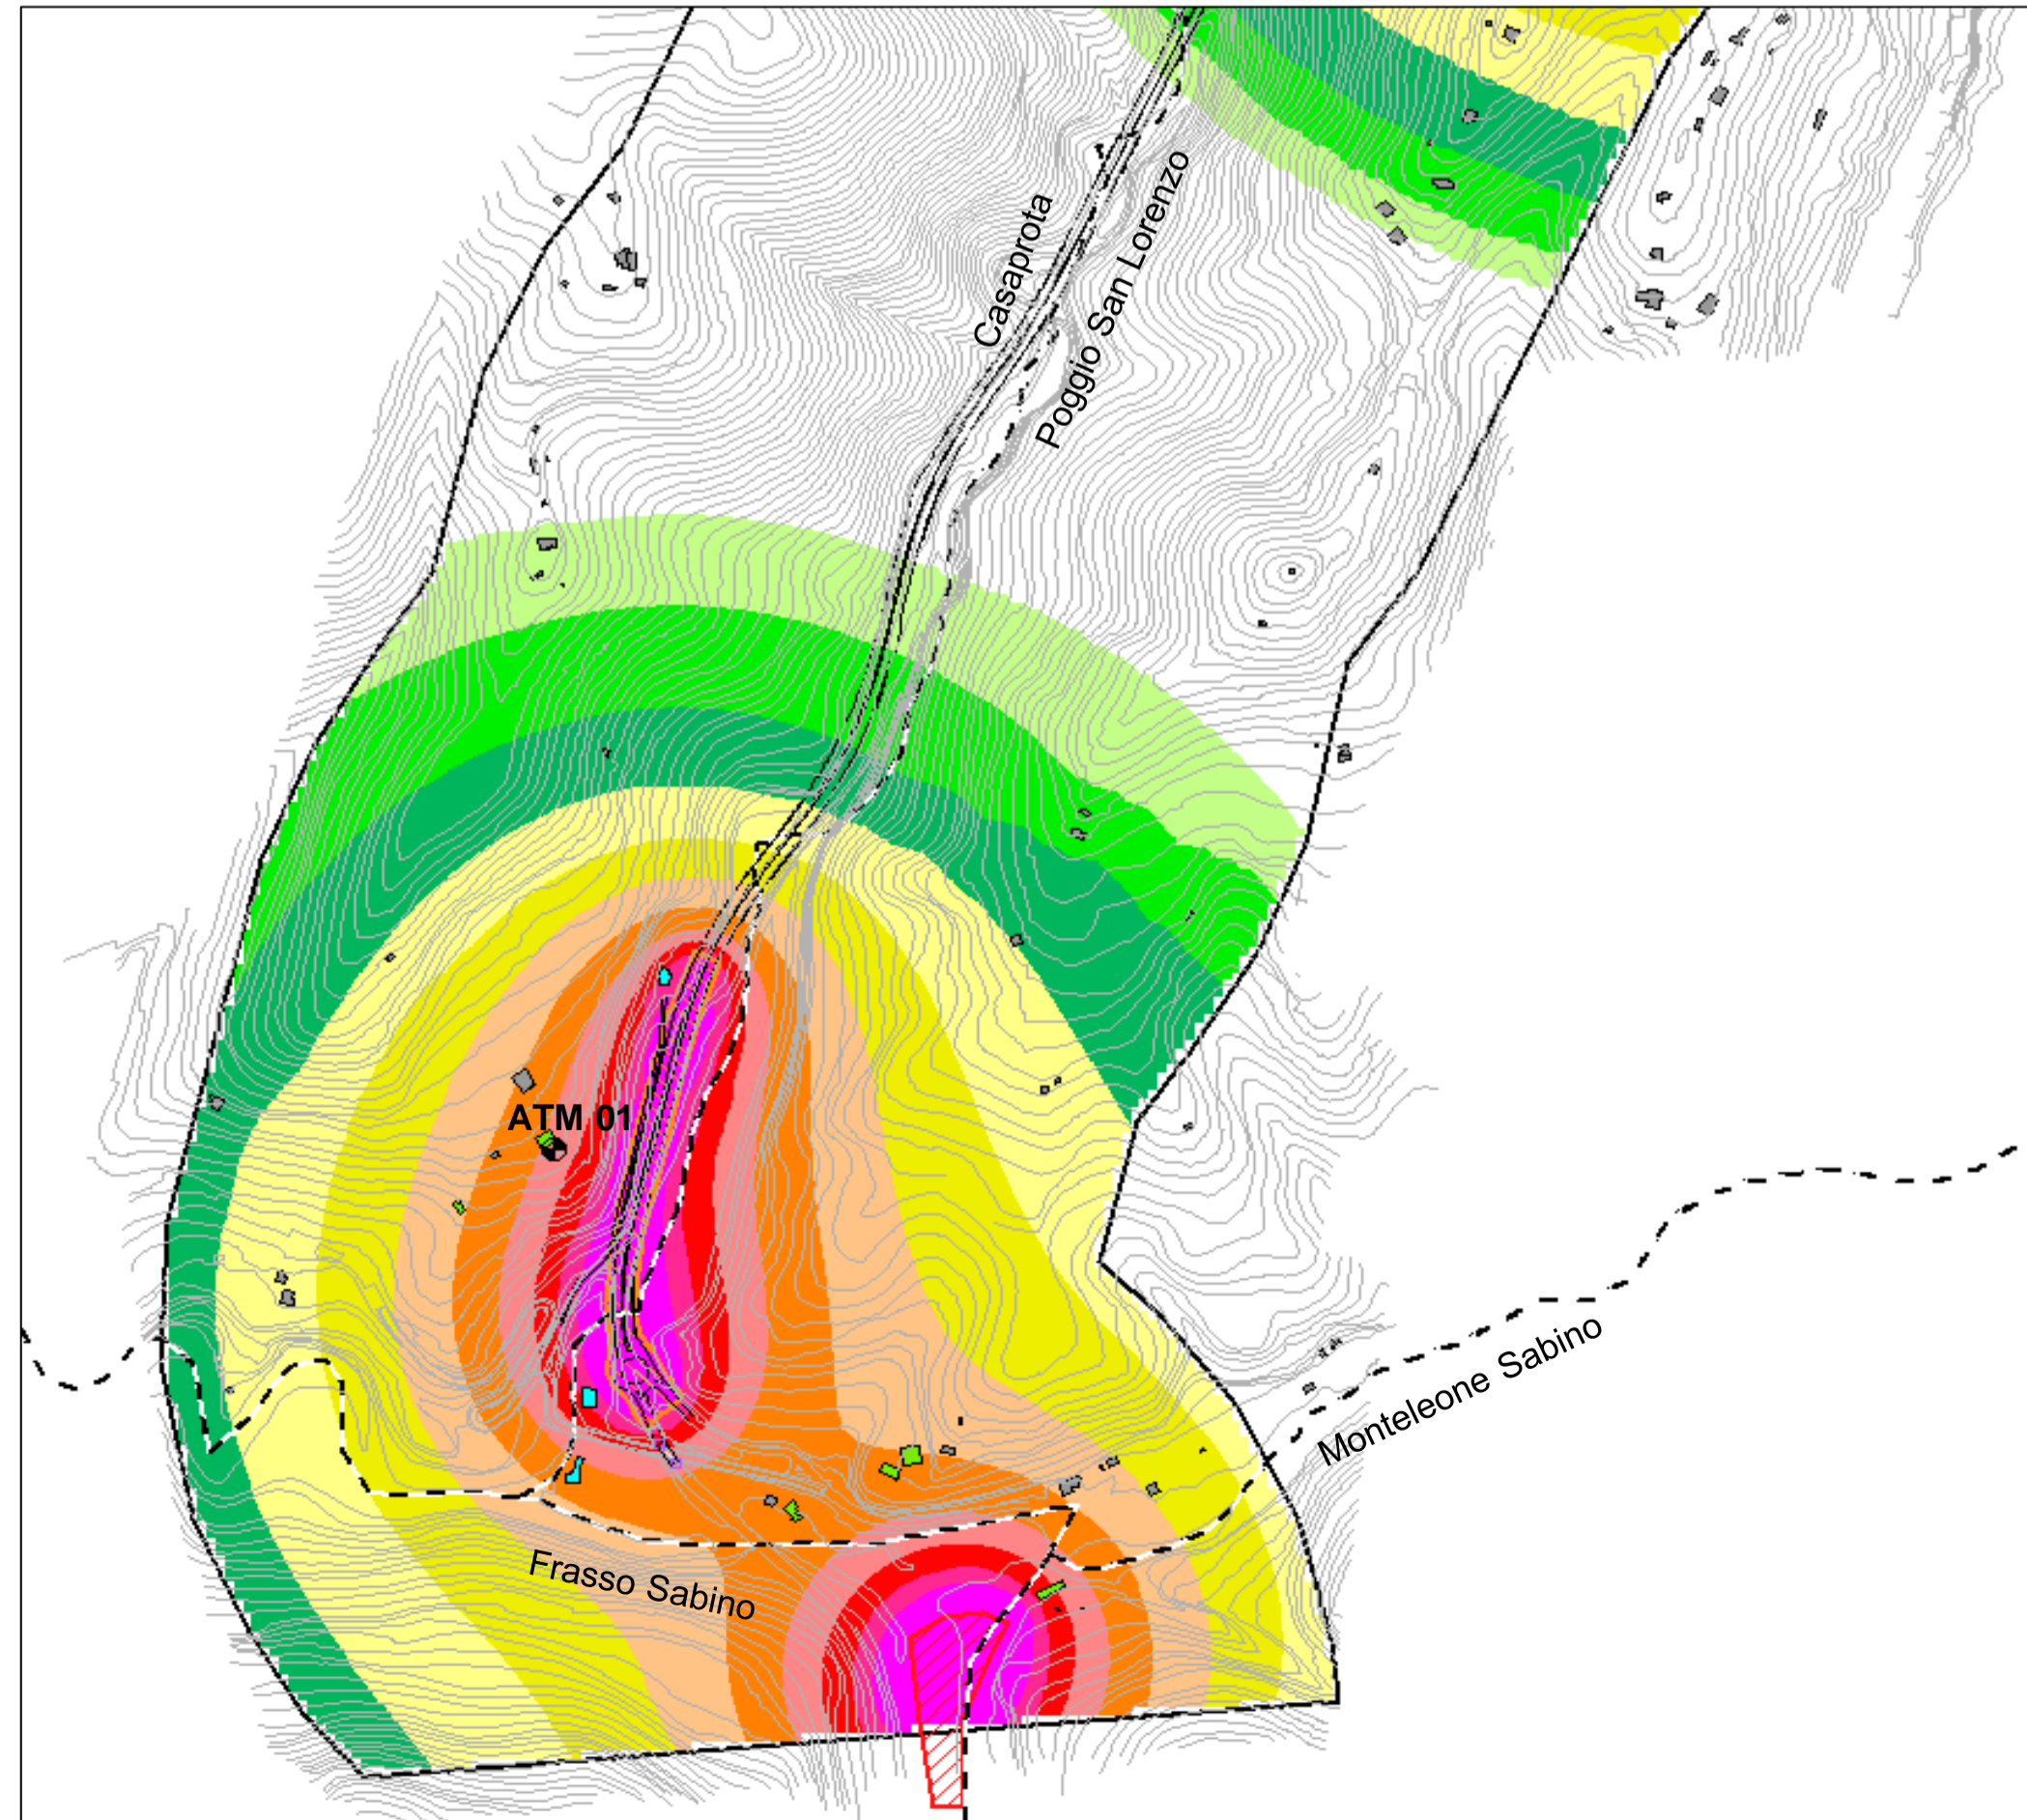 Casaprota
Poggio San Lorenzo
ATM 01
Monteleone Sabino
Frasso Sabino